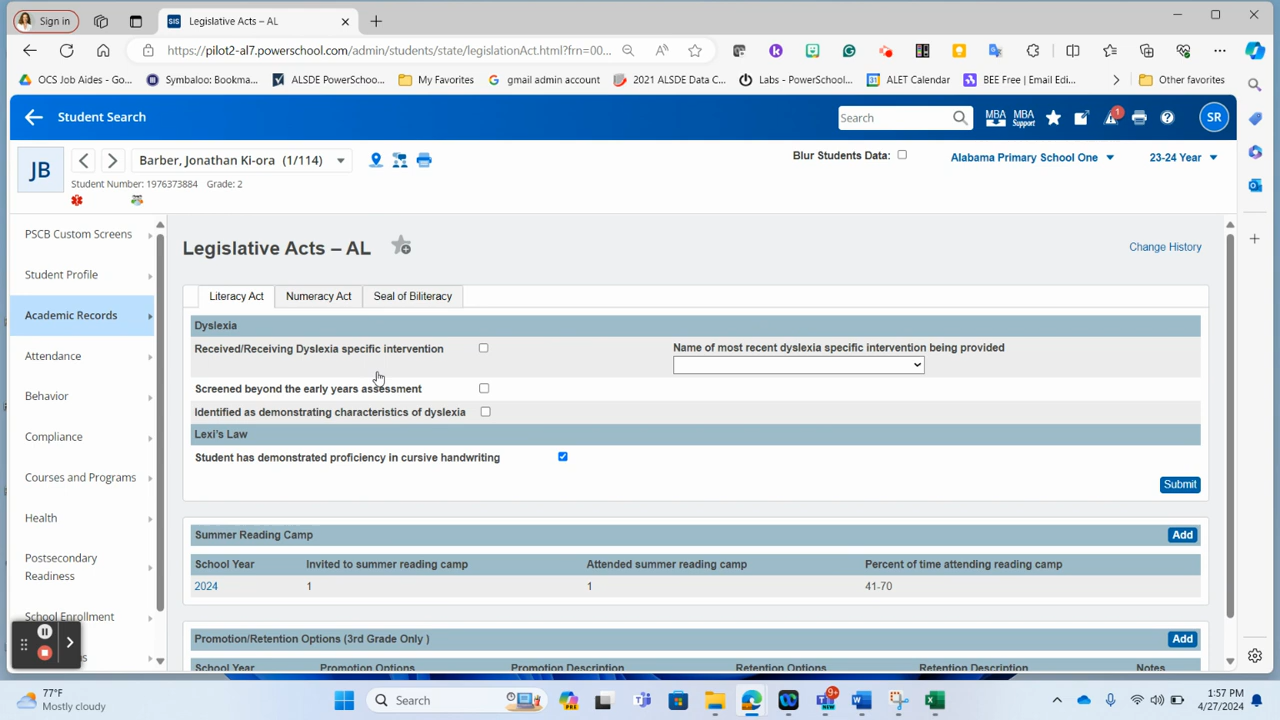 Sign in
SIS Legislative Acts – AL
https://pilot2-al7.powerschool.com/admin/students/state/legislationAct.html?frn=00...
OCS Job Aides - Go...
Symbaloo: Bookma...
ALSDE PowerSchoo...
My Favorites
gmail admin account
2021 ALSDE Data C...
Labs - PowerSchool...
ALET Calendar
BEE Free | Email Edi...
Other favorites
Student Search
Search
MBA
MBA Support
1
SR
JB
Barber, Jonathan Ki-ora (1/114)
Blur Students Data:
Alabama Primary School One
23-24 Year
Student Number: 1976373884 Grade: 2
PSCB Custom Screens
Student Profile
Academic Records
Attendance
Behavior
Compliance
Courses and Programs
Health
Postsecondary
Readiness
School Enrollment
Legislative Acts – AL
Change History
Literacy Act
Numeracy Act
Seal of Biliteracy
Dyslexia
Received/Receiving Dyslexia specific intervention
Name of most recent dyslexia specific intervention being provided
Screened beyond the early years assessment
Identified as demonstrating characteristics of dyslexia
Lexi's Law
Student has demonstrated proficiency in cursive handwriting
Submit
Summer Reading Camp
Add
School Year Invited to summer reading camp Attended summer reading camp Percent of time attending reading camp
2024 1 1 41-70
Promotion/Retention Options (3rd Grade Only )
Add
School Year Promotion Options Promotion Description Retention Options Retention Description Notes
77°F
Mostly cloudy
Search
PRE
9+
NEW
1:57 PM
4/27/2024